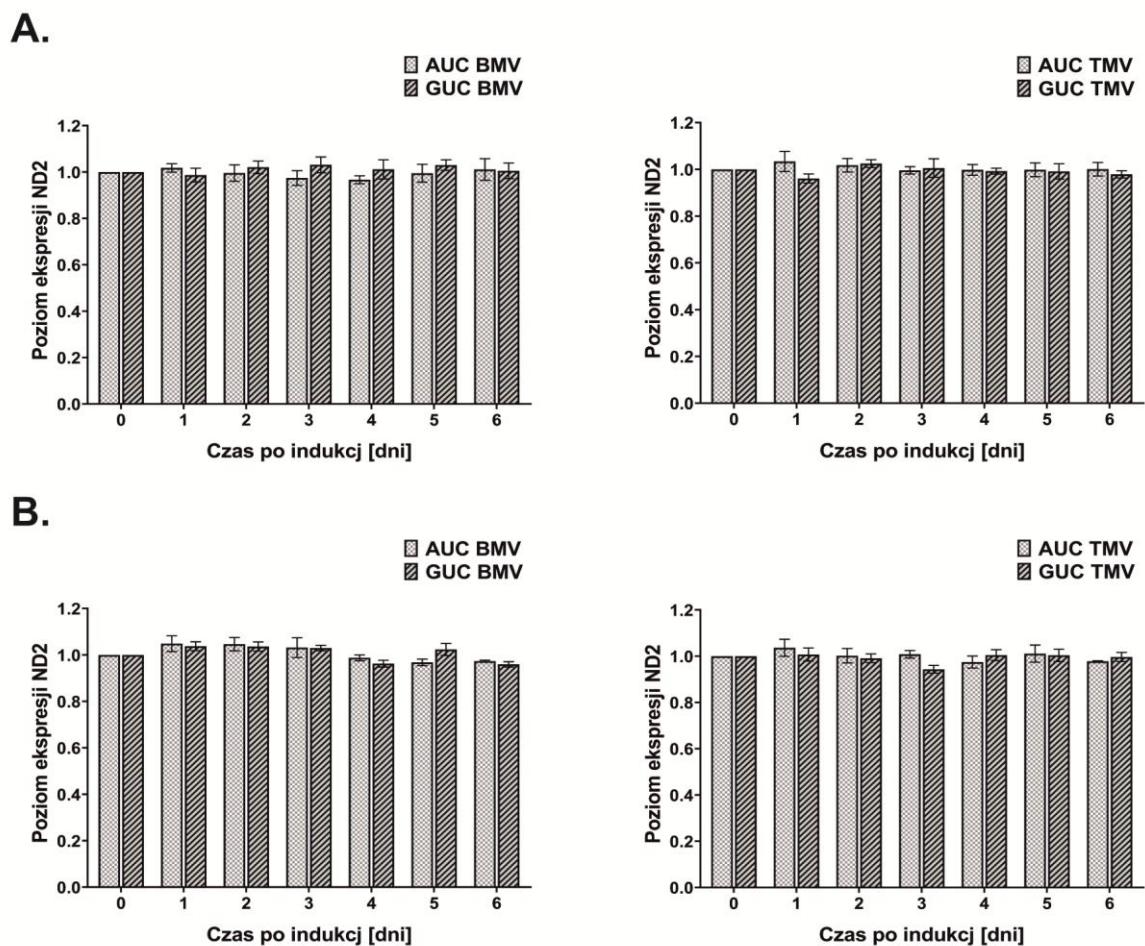 A.
AUC BMV
GUC BMV
Poziom ekspresji ND2
1.2
1.0
0.8
0.6
0.4
0.2
0.0
0 1 2 3 4 5 6
Czas po indukcj [dni]
AUC TMV
GUC TMV
Poziom ekspresji ND2
1.2
1.0
0.8
0.6
0.4
0.2
0.0
0 1 2 3 4 5 6
Czas po indukcj [dni]
B.
AUC BMV
GUC BMV
Poziom ekspresji ND2
1.2
1.0
0.8
0.6
0.4
0.2
0.0
0 1 2 3 4 5 6
Czas po indukcj [dni]
AUC TMV
GUC TMV
Poziom ekspresji ND2
1.2
1.0
0.8
0.6
0.4
0.2
0.0
0 1 2 3 4 5 6
Czas po indukcj [dni]